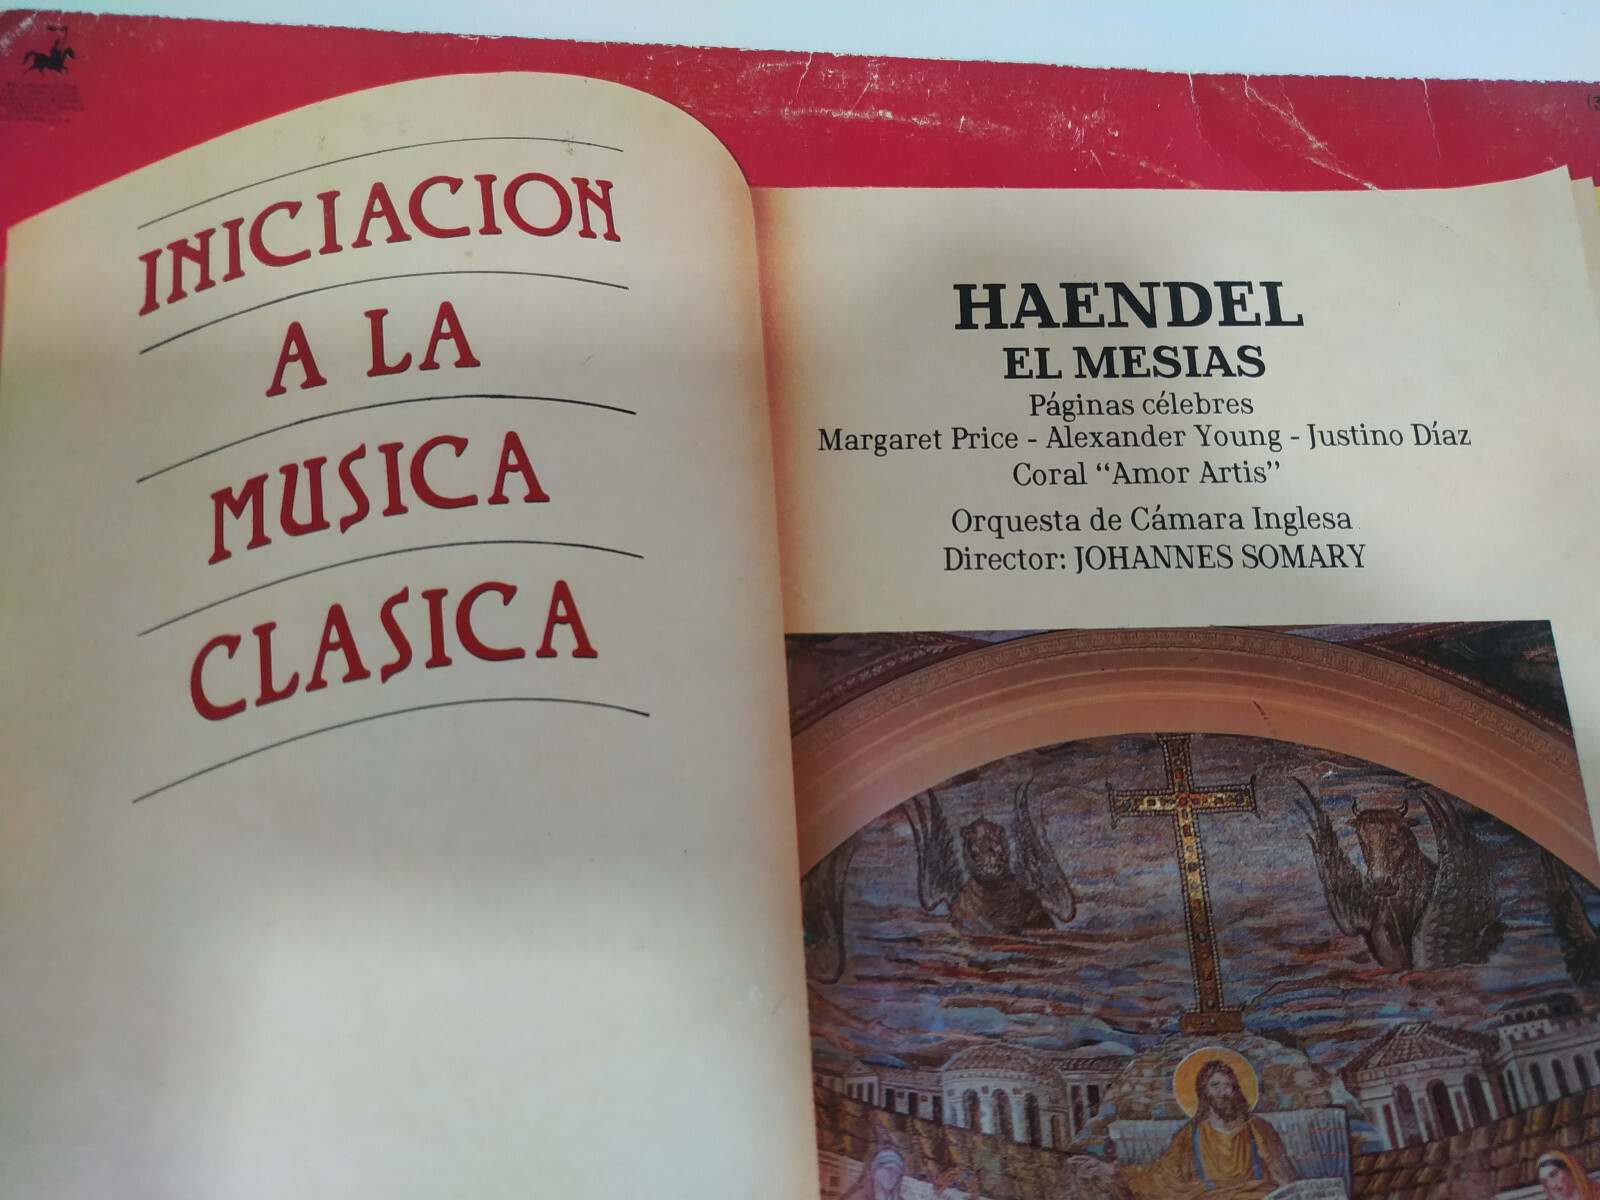 INICIACION
A LA
MUSICA
CLASICA
HAENDEL
EL MESIAS
Páginas célebres
Margaret Price - Alexander Young - Justino Díaz
Coral “Amor Artis”
Orquesta de Cámara Inglesa
Director: JOHANNES SOMARY